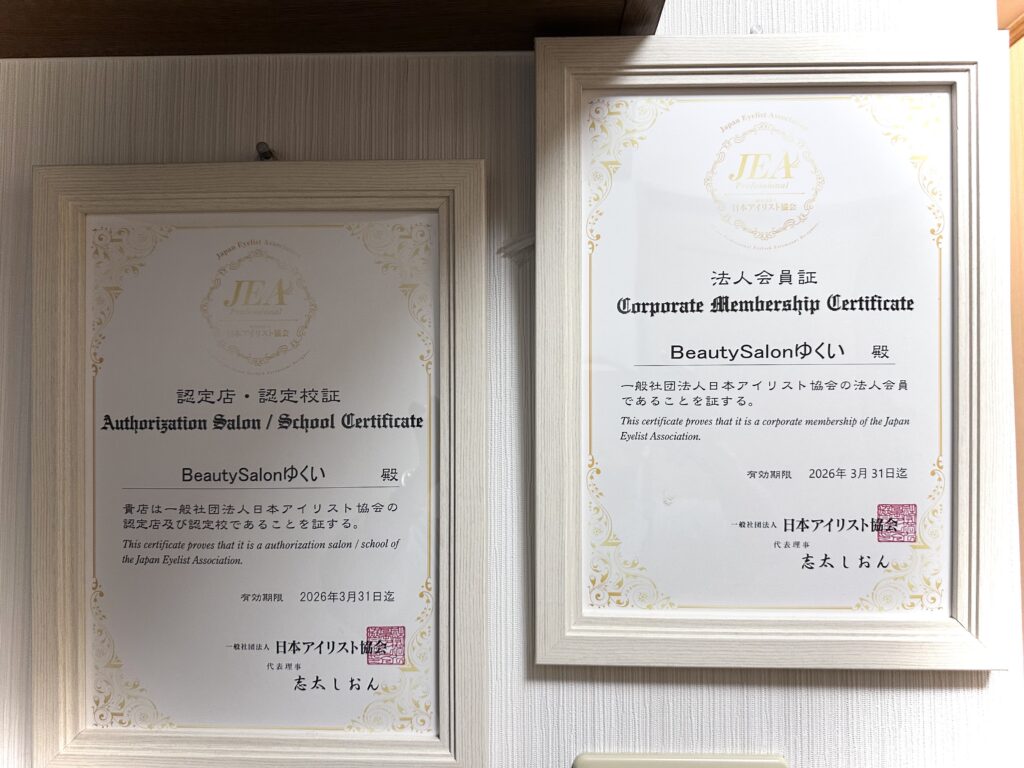 Japan Eyelist Association
JEA
Professional
日本アイリスト協会
認定店・認定校証
Authorization Salon / School Certificate
BeautySalonゆくい 殿
貴店は一般社団法人日本アイリスト協会の
認定店及び認定校であることを証する。
This certificate proves that it is a authorization salon / school of
the Japan Eyelist Association.
有効期限 2026年3月31日迄
一般社団法人 日本アイリスト協会
代表理事
志太しおん
Japan Eyelist Association
JEA
Professional
日本アイリスト協会
法人会員証
Corporate Membership Certificate
BeautySalonゆくい 殿
一般社団法人日本アイリスト協会の法人会員
であることを証する。
This certificate proves that it is a corporate membership of the Japan
Eyelist Association.
有効期限 2026年 3月 31日迄
一般社団法人 日本アイリスト協会
代表理事
志太しおん